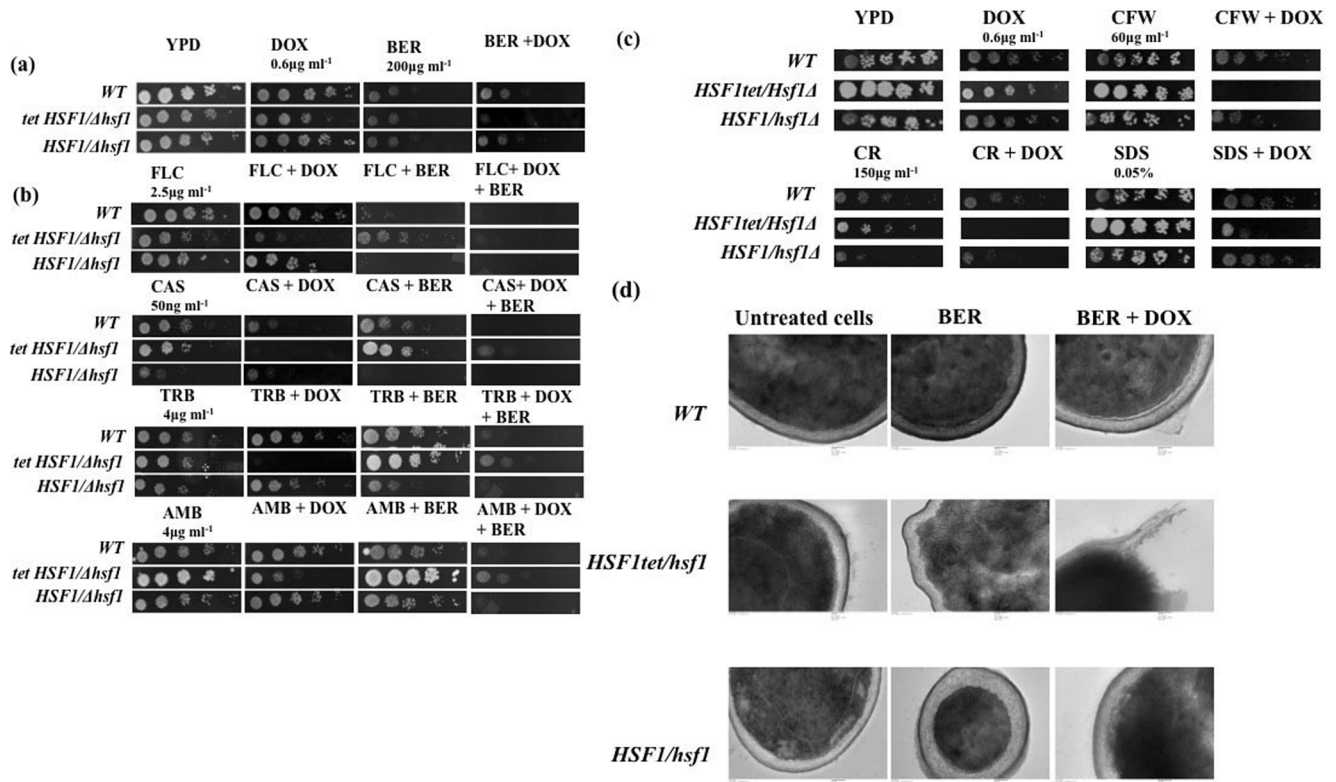 (a)
YPD DOX BER BER +DOX
0.6μg ml-1 200μg ml-1
WT
tet HSF1/Δhsf1
HSF1/Δhsf1
(b)
FLC FLC + DOX FLC + BER FLC+ DOX
2.5μg ml-1 + BER
WT
tet HSF1/Δhsf1
HSF1/Δhsf1
CAS CAS + DOX CAS + BER CAS+ DOX
50ng ml-1 + BER
WT
tet HSF1/Δhsf1
HSF1/Δhsf1
TRB TRB + DOX TRB + BER TRB + DOX
4μg ml-1 + BER
WT
tet HSF1/Δhsf1
HSF1/Δhsf1
AMB AMB + DOX AMB + BER AMB + DOX
4μg ml-1 + BER
WT
tet HSF1/Δhsf1
HSF1/Δhsf1
(c)
YPD DOX CFW CFW + DOX
0.6μg ml-1 60μg ml-1
WT
HSF1tet/Hsf1Δ
HSF1/hsf1Δ
CR CR + DOX SDS SDS + DOX
150μg ml-1 0.05%
WT
HSF1tet/Hsf1Δ
HSF1/hsf1Δ
(d)
Untreated cells BER BER + DOX
WT
HSF1tet/hsf1
HSF1/hsf1